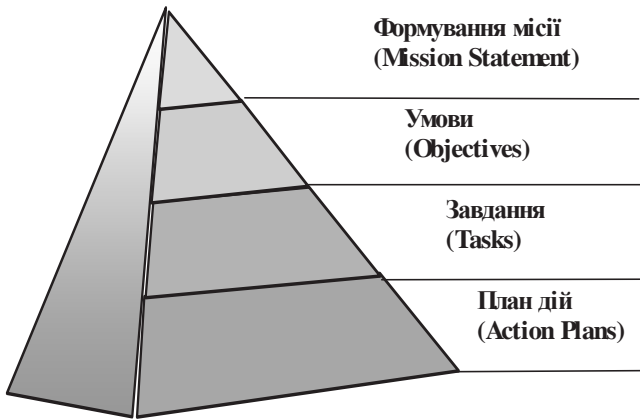 Формування місії
(Mission Statement)
Умови
(Objectives)
Завдання
(Tasks)
План дій
(Action Plans)